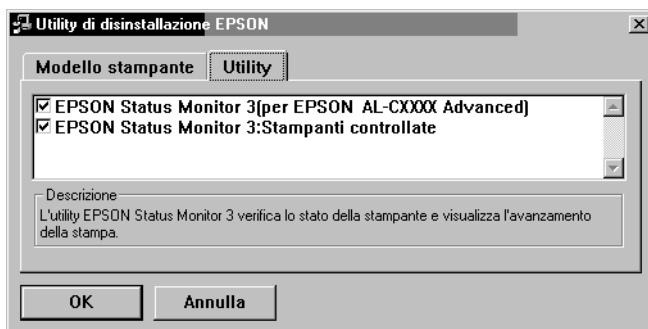 Utility di disinstallazione EPSON
Modello stampante
Utility
EPSON Status Monitor 3(per EPSON AL-CXXXX Advanced)
EPSON Status Monitor 3:Stampanti controllate
Descrizione
L'utility EPSON Status Monitor 3 verifica lo stato della stampante e visualizza l'avanzamento
della stampa.
OK
Annulla